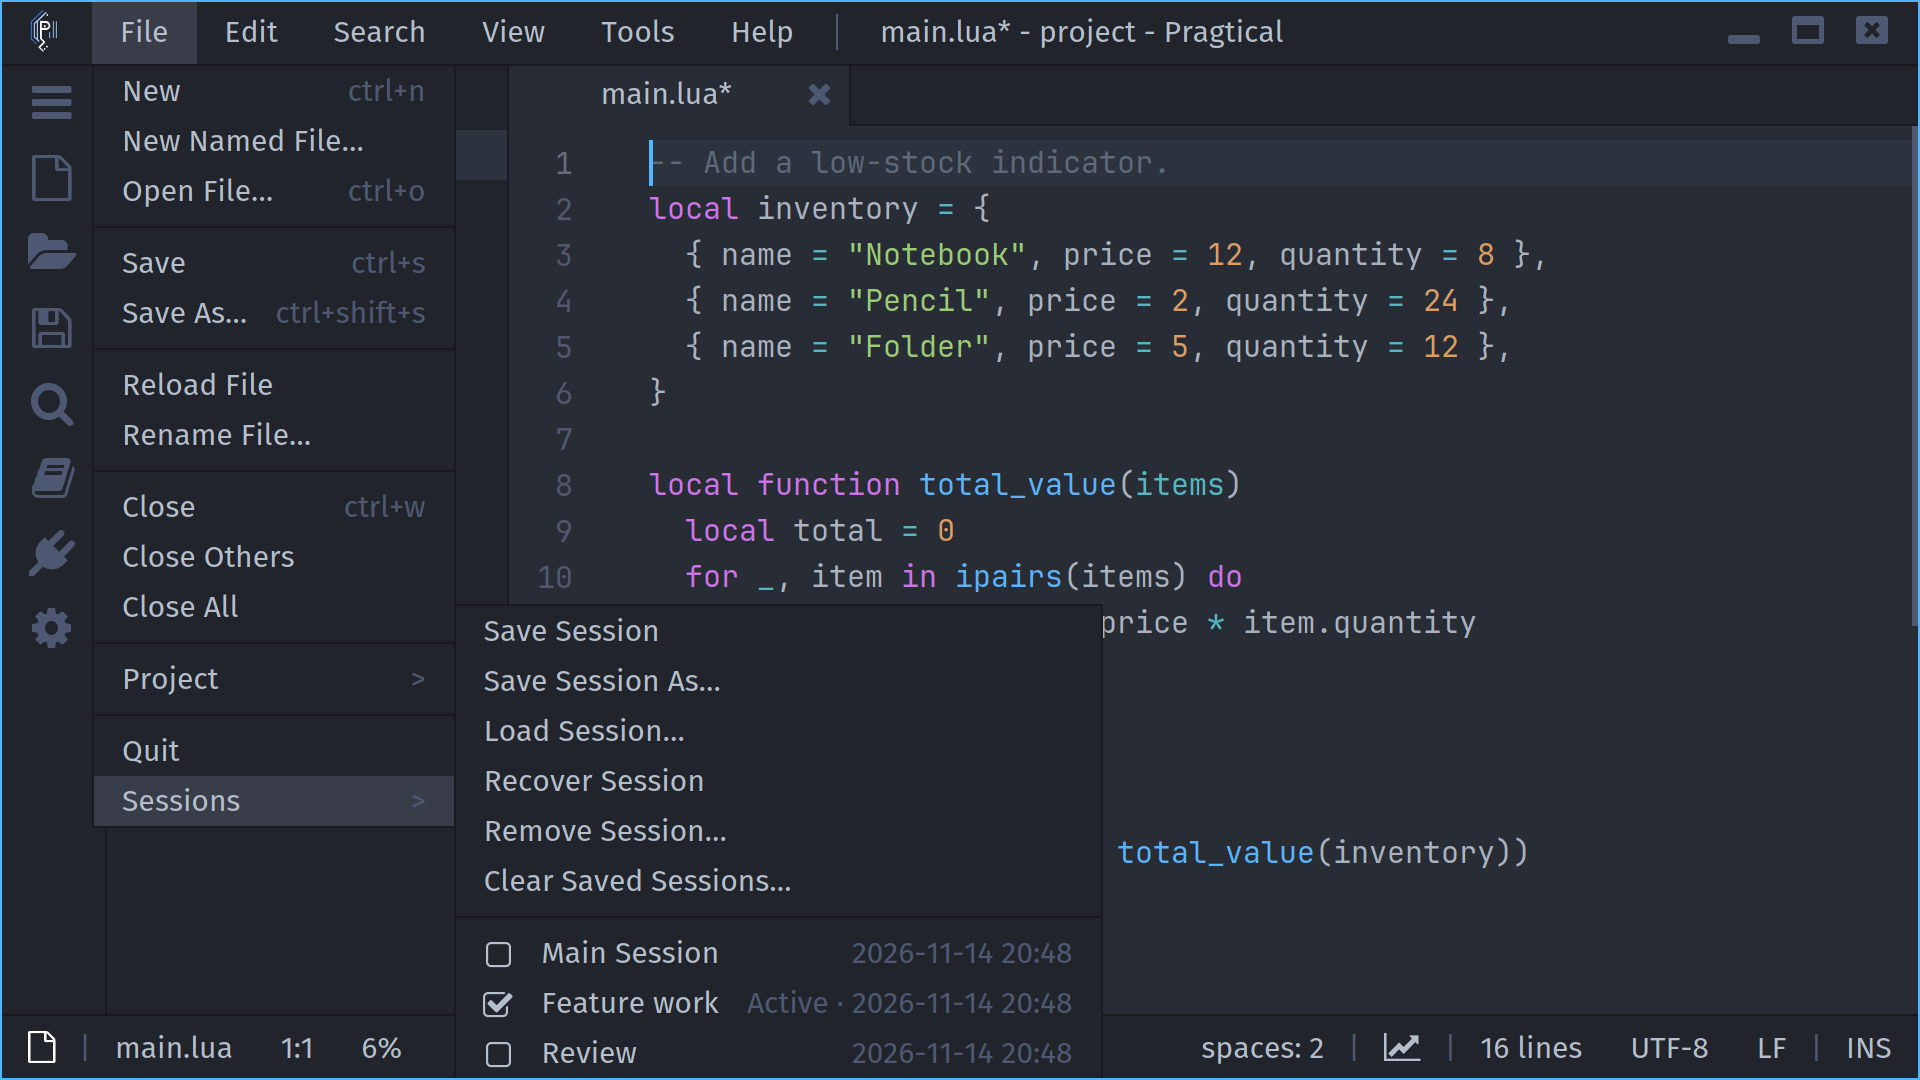 File Edit Search View Tools Help main.lua* - project - Pragtical
New ctrl+n
New Named File...
Open File... ctrl+o
Save ctrl+s
Save As... ctrl+shift+s
Reload File
Rename File...
Close ctrl+w
Close Others
Close All
Project >
Quit
Sessions >
main.lua*
1 -- Add a low-stock indicator.
2 local inventory = {
3 { name = "Notebook", price = 12, quantity = 8 },
4 { name = "Pencil", price = 2, quantity = 24 },
5 { name = "Folder", price = 5, quantity = 12 },
6 }
7
8 local function total_value(items)
9 local total = 0
10 for _, item in ipairs(items) do
price * item.quantity
total_value(inventory))
Save Session
Save Session As...
Load Session...
Recover Session
Remove Session...
Clear Saved Sessions...
Main Session 2026-11-14 20:48
Feature work Active · 2026-11-14 20:48
Review 2026-11-14 20:48
main.lua 1:1 6% spaces: 2 16 lines UTF-8 LF INS